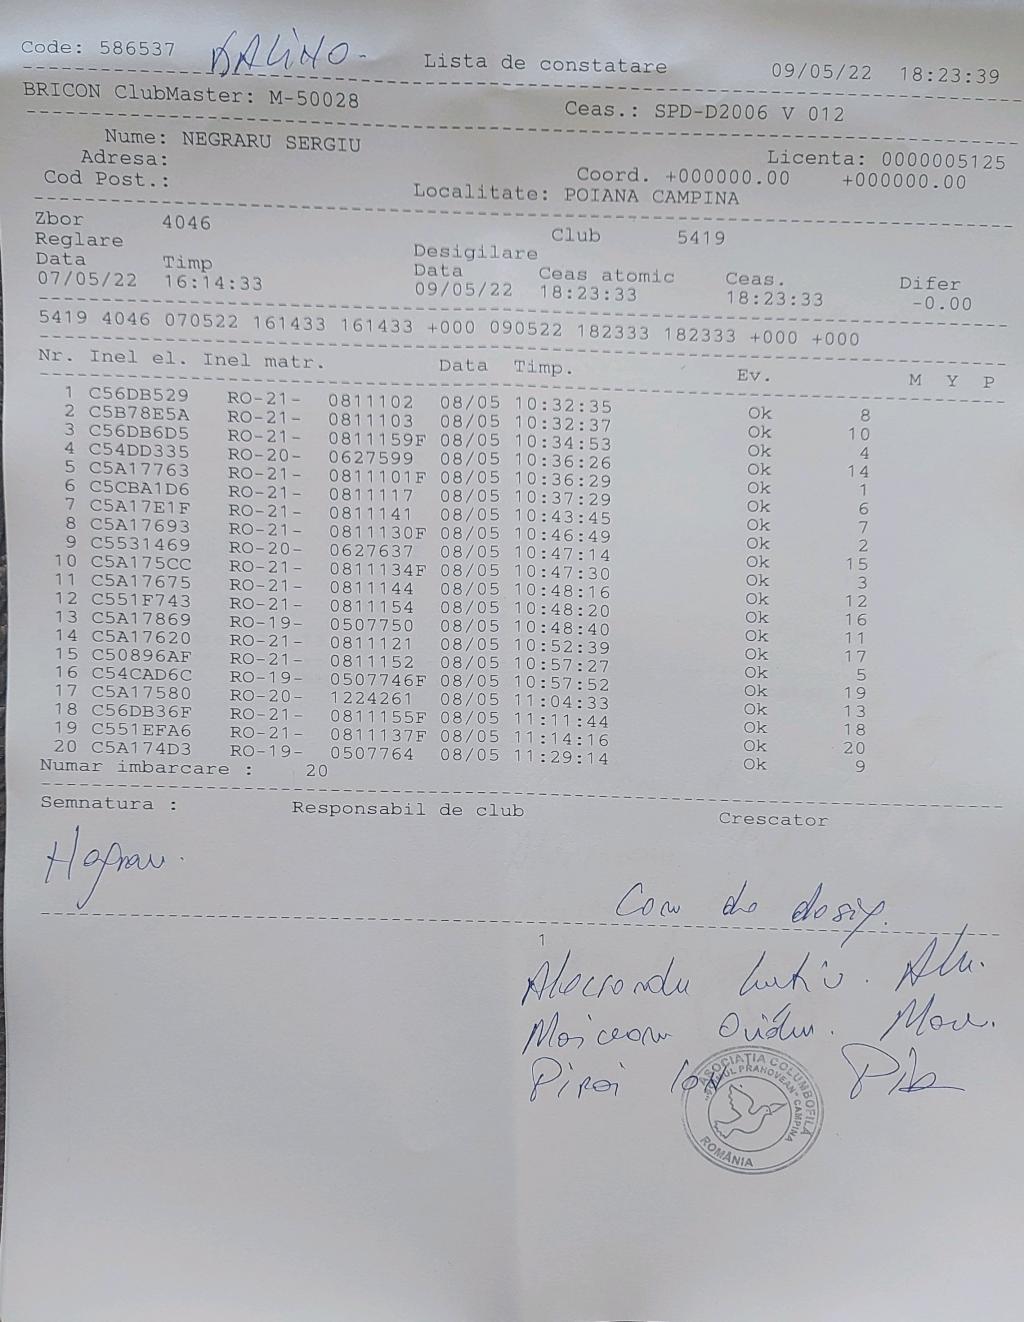 Code: 586537 Lista de constatare 09/05/22 18:23:39
BRICON ClubMaster: M-50028 Ceas.: SPD-D2006 V 012
Nume: NEGRARU SERGIU
Adresa: Licenta: 0000005125
Cod Post.: Coord. +000000.00 +000000.00
Localitate: POIANA CAMPINA
Zbor 4046 Club 5419
Reglare Desigilare
Data Timp Data Ceas atomic Ceas. Difer
07/05/22 16:14:33 09/05/22 18:23:33 18:23:33 -0.00
5419 4046 070522 161433 161433 +000 090522 182333 182333 +000 +000
Nr. Inel el. Inel matr. Data Timp. Ev. M Y P
1 C56DB529 RO-21- 0811102 08/05 10:32:35 Ok 8
2 C5B78E5A RO-21- 0811103 08/05 10:32:37 Ok 10
3 C56DB6D5 RO-21- 0811159F 08/05 10:34:53 Ok 4
4 C54DD335 RO-20- 0627599 08/05 10:36:26 Ok 14
5 C5A17763 RO-21- 0811101F 08/05 10:36:29 Ok 1
6 C5CBA1D6 RO-21- 0811117 08/05 10:37:29 Ok 6
7 C5A17E1F RO-21- 0811141 08/05 10:43:45 Ok 7
8 C5A17693 RO-21- 0811130F 08/05 10:46:49 Ok 2
9 C5531469 RO-20- 0627637 08/05 10:47:14 Ok 15
10 C5A175CC RO-21- 0811134F 08/05 10:47:30 Ok 3
11 C5A17675 RO-21- 0811144 08/05 10:48:16 Ok 12
12 C551F743 RO-21- 0811154 08/05 10:48:20 Ok 16
13 C5A17869 RO-19- 0507750 08/05 10:48:40 Ok 11
14 C5A17620 RO-21- 0811121 08/05 10:52:39 Ok 17
15 C50896AF RO-21- 0811152 08/05 10:57:27 Ok 5
16 C54CAD6C RO-19- 0507746F 08/05 10:57:52 Ok 19
17 C5A17580 RO-20- 1224261 08/05 11:04:33 Ok 13
18 C56DB36F RO-21- 0811155F 08/05 11:11:44 Ok 18
19 C551EFA6 RO-21- 0811137F 08/05 11:14:16 Ok 20
20 C5A174D3 RO-19- 0507764 08/05 11:29:14 Ok 9
Numar imbarcare : 20
Semnatura : Responsabil de club Crescator
Com de
1
ASOCIATIA COLUMBOFILA
PRAHOVEAN" CAMPINA
ROMÂNIA